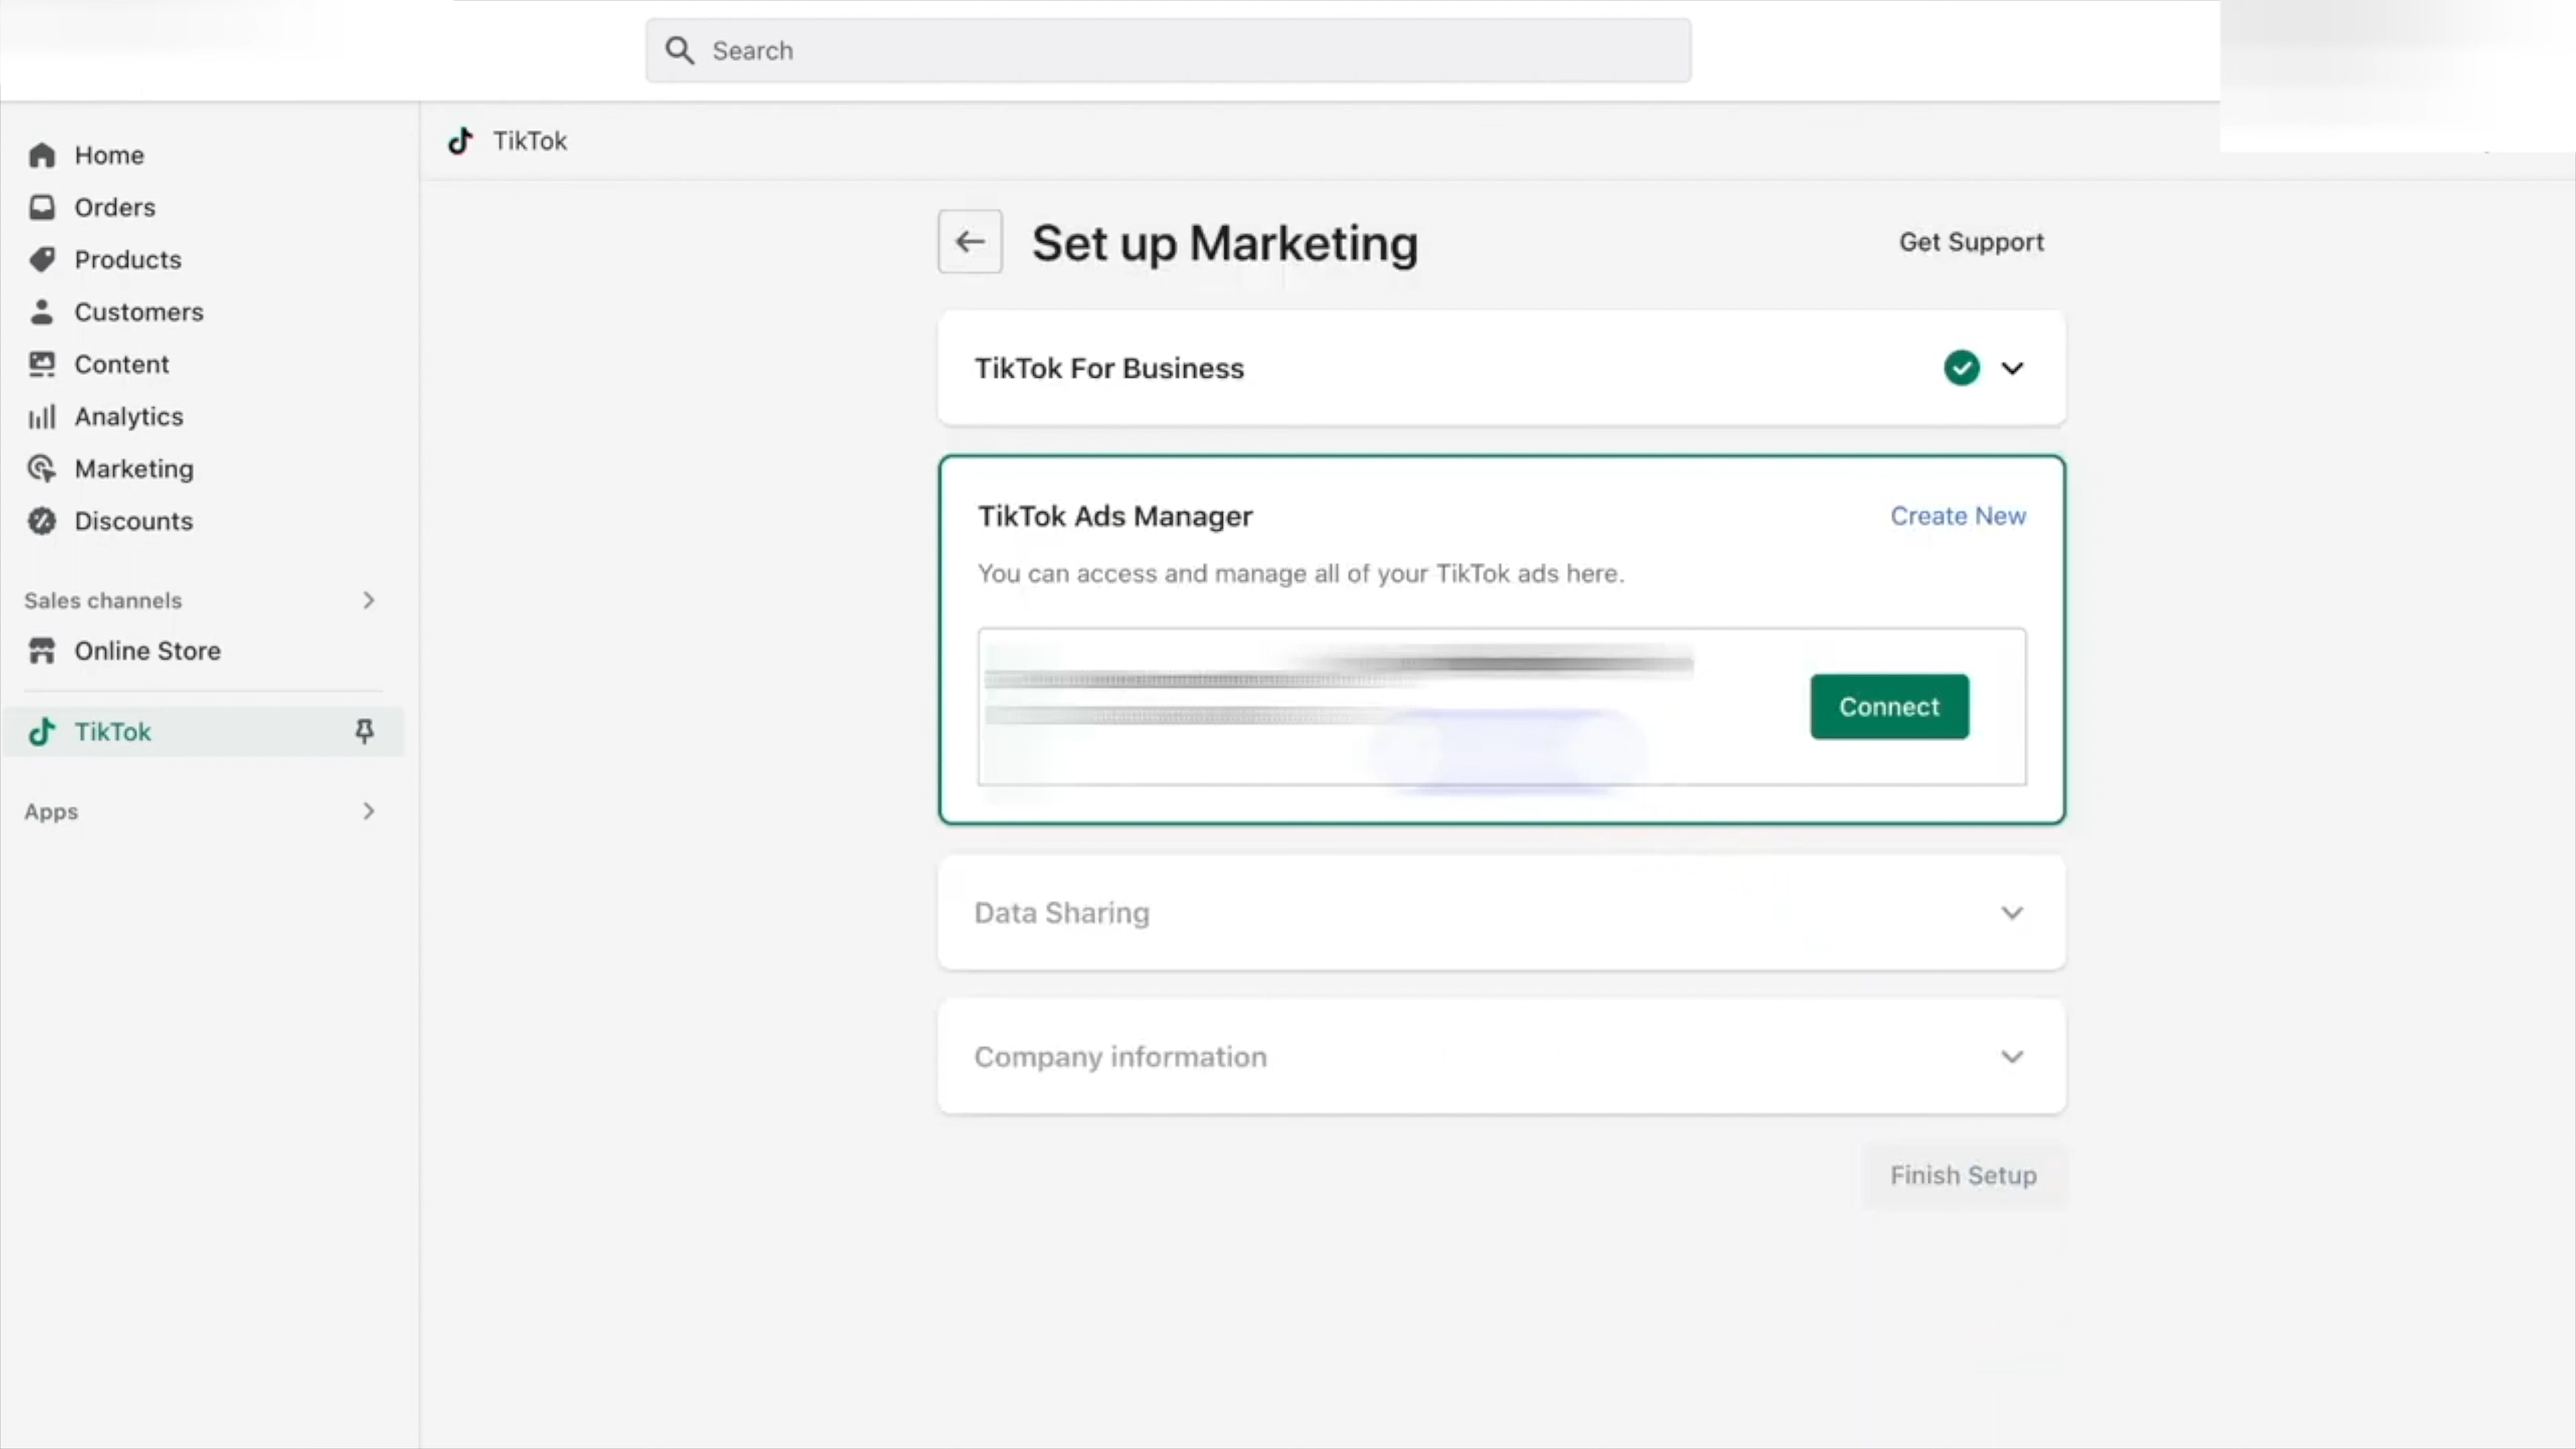 Search
Home
Orders
Products
Customers
Content
Analytics
Marketing
Discounts
Sales channels
Online Store
TikTok
Apps
TikTok
Set up Marketing
Get Support
TikTok For Business
TikTok Ads Manager
Create New
You can access and manage all of your TikTok ads here.
Connect
Data Sharing
Company information
Finish Setup